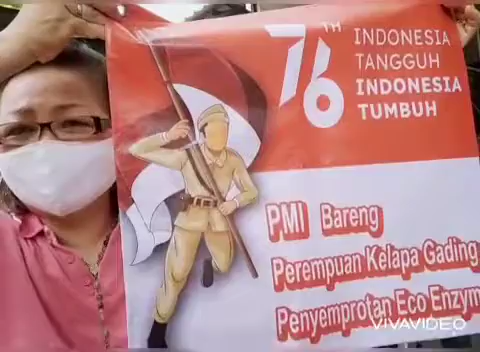 76TH
INDONESIA
TANGGUH
INDONESIA
TUMBUH
PMI Bareng
Perempuan Kelapa Gading
Penyemprotan Eco Enzym
VIVAVIDEO